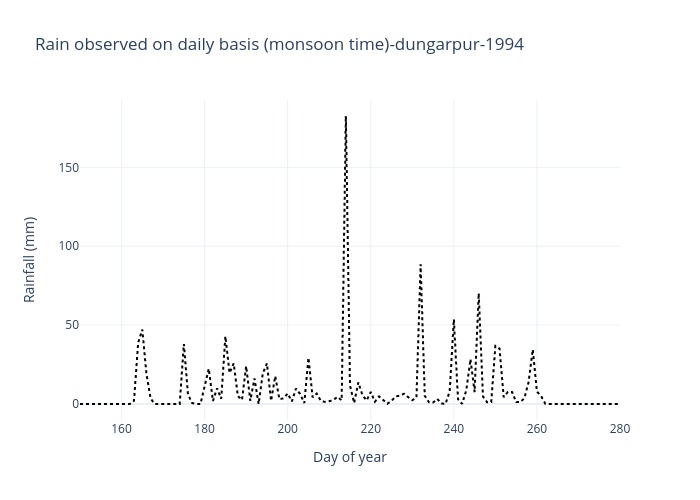 Rain observed on daily basis (monsoon time)-dungarpur-1994
Rainfall (mm)
150
100
50
0
160 180 200 220 240 260 280
Day of year